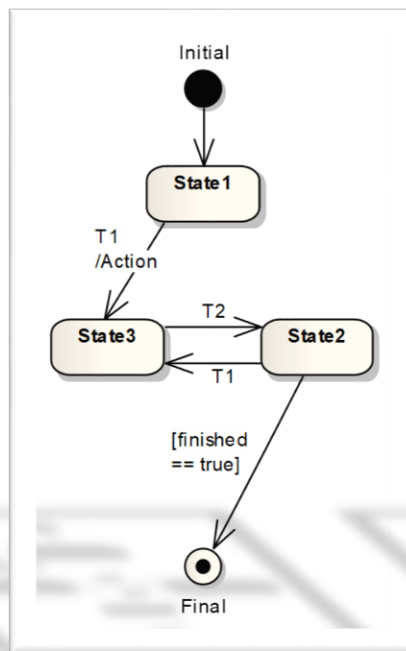 Initial
State1
T1
/Action
T2
State3
State2
T1
[finished
== true]
Final